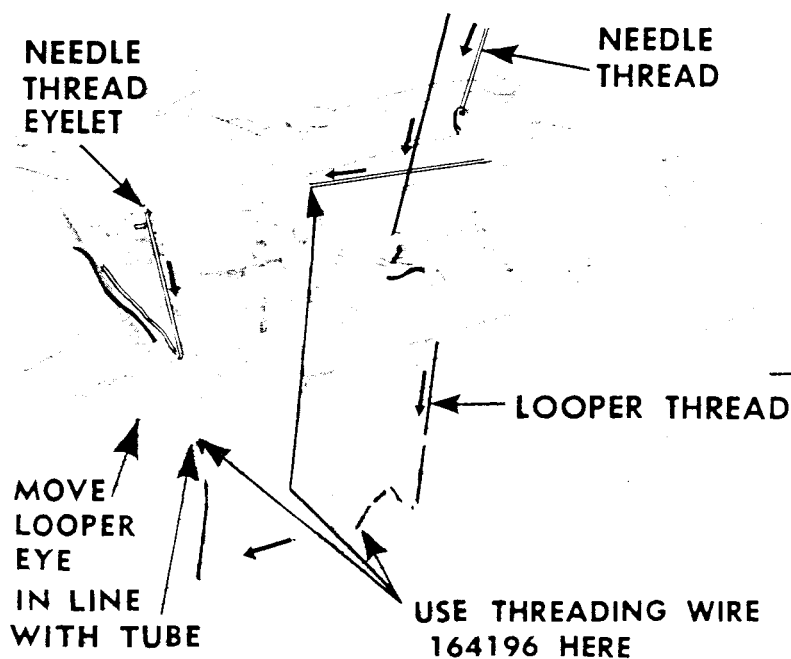 NEEDLE
THREAD
EYELET
NEEDLE
THREAD
LOOPER THREAD
MOVE
LOOPER
EYE
IN LINE
WITH TUBE
USE THREADING WIRE
164196 HERE